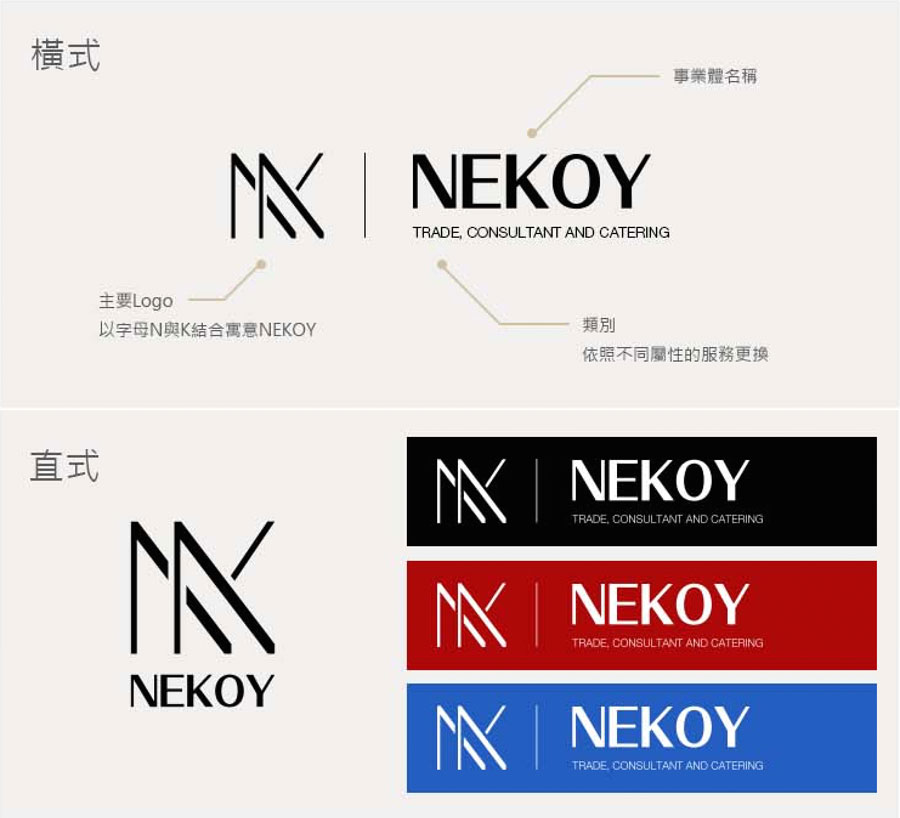 橫式
事業體名稱
NEKOY
TRADE, CONSULTANT AND CATERING
主要Logo
以字母N與K結合寓意NEKOY
類別
依照不同屬性的服務更換
直式
NEKOY
NEKOY
TRADE, CONSULTANT AND CATERING
NEKOY
TRADE, CONSULTANT AND CATERING
NEKOY
TRADE, CONSULTANT AND CATERING